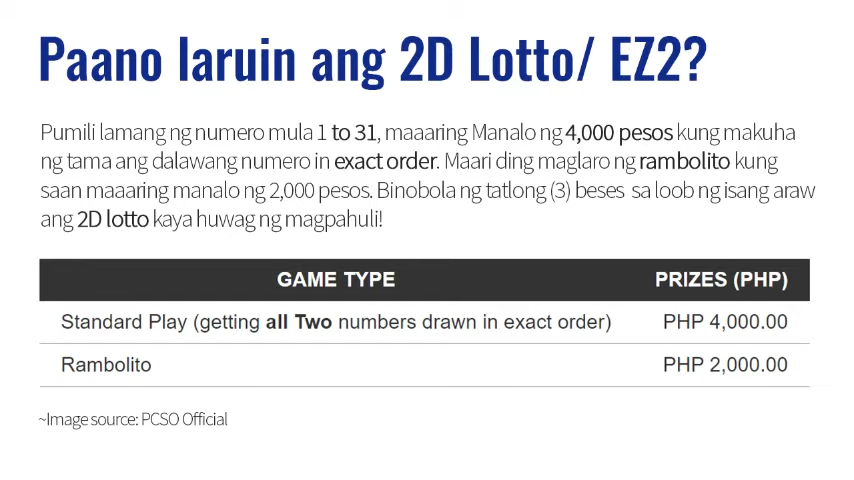 Paano laruin ang 2D Lotto/ EZ2?
Pumili lamang ng numero mula 1 to 31, maaaring Manalo ng 4,000 pesos kung makuha
ng tama ang dalawang numero in exact order. Maari ding maglaro ng rambolito kung
saan maaaring manalo ng 2,000 pesos. Binobola ng tatlong (3) beses sa loob ng isang araw
ang 2D lotto kaya huwag ng magpahuli!
GAME TYPE PRIZES (PHP)
Standard Play (getting all Two numbers drawn in exact order) PHP 4,000.00
Rambolito PHP 2,000.00
~Image source: PCSO Official